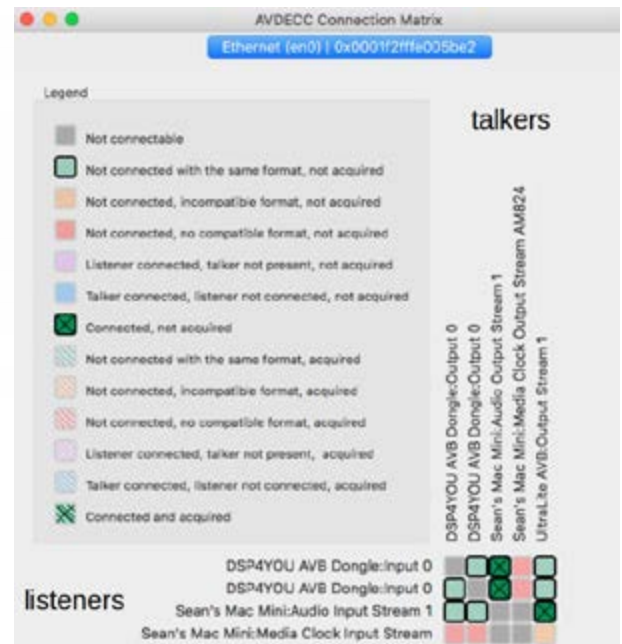 AVDECC Connection Matrix
Ethernet (en0) | 0x0001f2fffe005be2
Legend
talkers
Not connectable
Not connected with the same format, not acquired
Not connected, incompatible format, not acquired
Not connected, no compatible format, not acquired
Listener connected, talker not present, not acquired
Talker connected, listener not connected, not acquired
Connected, not acquired
Not connected with the same format, acquired
Not connected, incompatible format, acquired
Not connected, no compatible format, acquired
Listener connected, talker not present, acquired
Talker connected, listener not connected, acquired
Connected and acquired
DSP4YOU AVB Dongle:Output 0
DSP4YOU AVB Dongle:Output 0
Sean's Mac Mini:Audio Output Stream 1
Sean's Mac Mini:Media Clock Output Stream AM824
UltraLite AVB:Output Stream 1
listeners
DSP4YOU AVB Dongle:Input 0
DSP4YOU AVB Dongle:Input 0
Sean's Mac Mini:Audio Input Stream 1
Sean's Mac Mini:Media Clock Input Stream